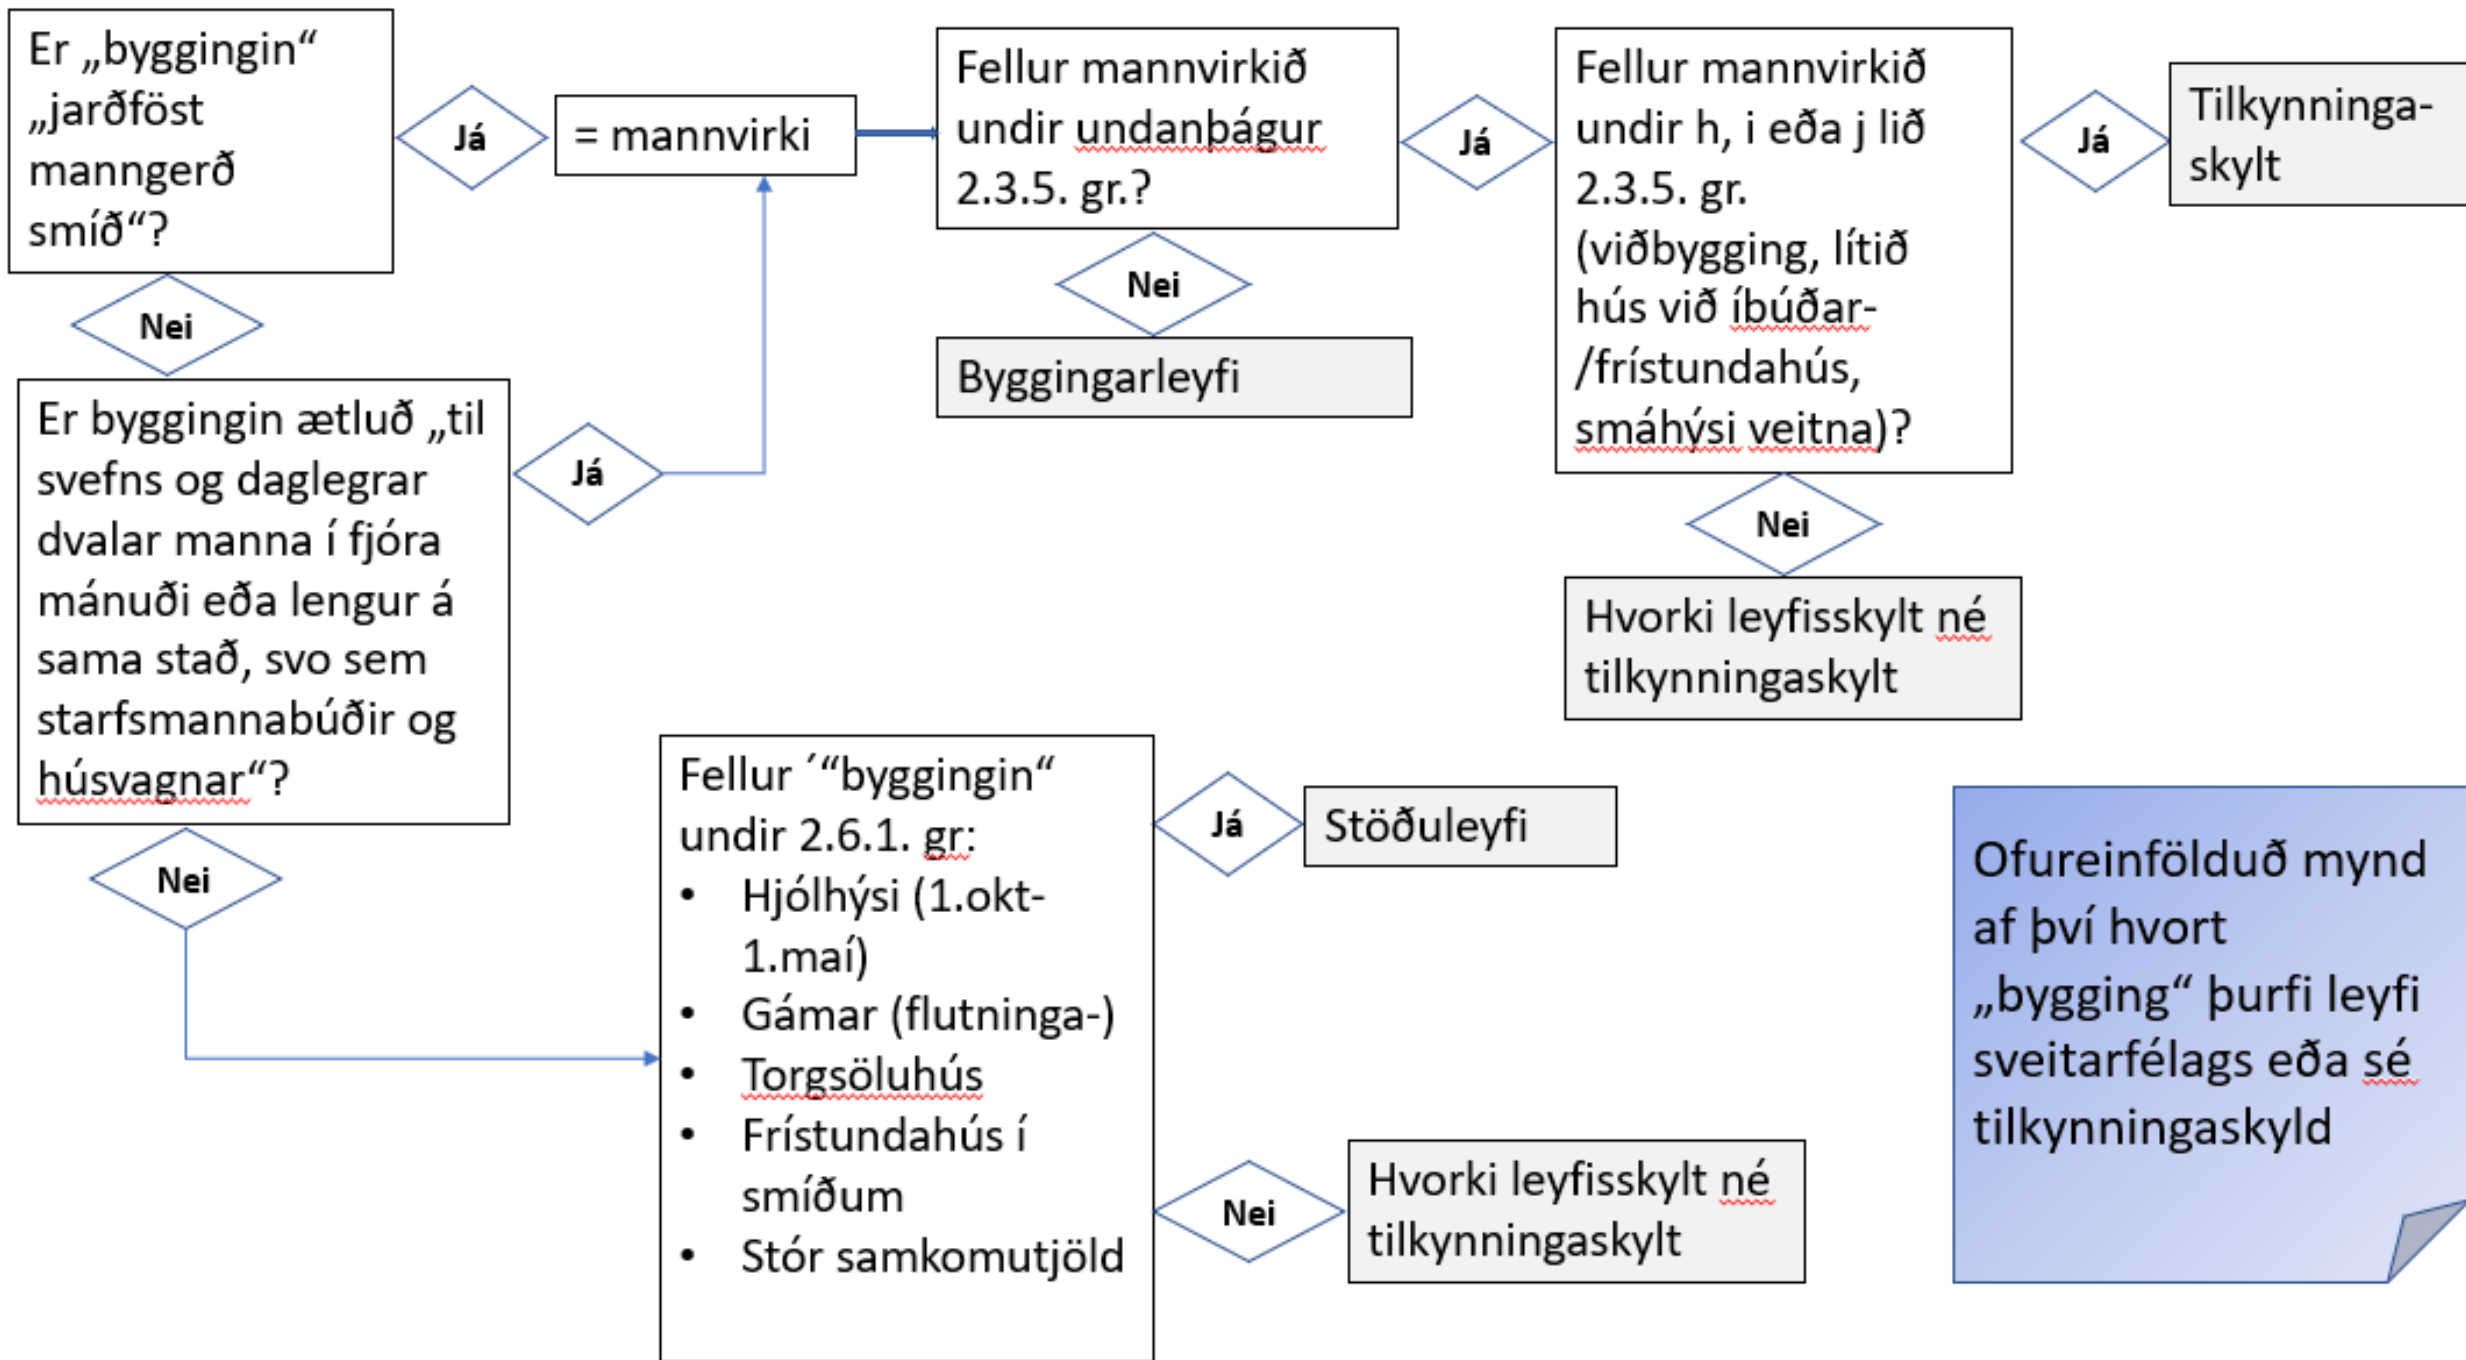 Er „byggingin“
„jarðföst
manngerð
smíð“?
Já
= mannvirki
Fellur mannvirkið
undir undanþágur
2.3.5. gr.?
Já
Fellur mannvirkið
undir h, i eða j lið
2.3.5. gr.
(viðbygging, lítið
hús við íbúðar-
/frístundahús,
smáhýsi veitna)?
Já
Tilkynninga-
skylt
Nei
Nei
Byggingarleyfi
Nei
Hvorki leyfisskylt né
tilkynningaskylt
Er byggingin ætluð „til
svefns og daglegrar
dvalar manna í fjóra
mánuði eða lengur á
sama stað, svo sem
starfsmannabúðir og
húsvagnar“?
Já
Nei
Fellur ´“byggingin“
undir 2.6.1. gr:
• Hjólhýsi (1.okt-
1.maí)
• Gámar (flutninga-)
• Torgsöluhús
• Frístundahús í
smíðum
• Stór samkomutjöld
Já
Stöðuleyfi
Nei
Hvorki leyfisskylt né
tilkynningaskylt
Ofureinfölduð mynd
af því hvort
„bygging“ þurfi leyfi
sveitarfélags eða sé
tilkynningaskyld